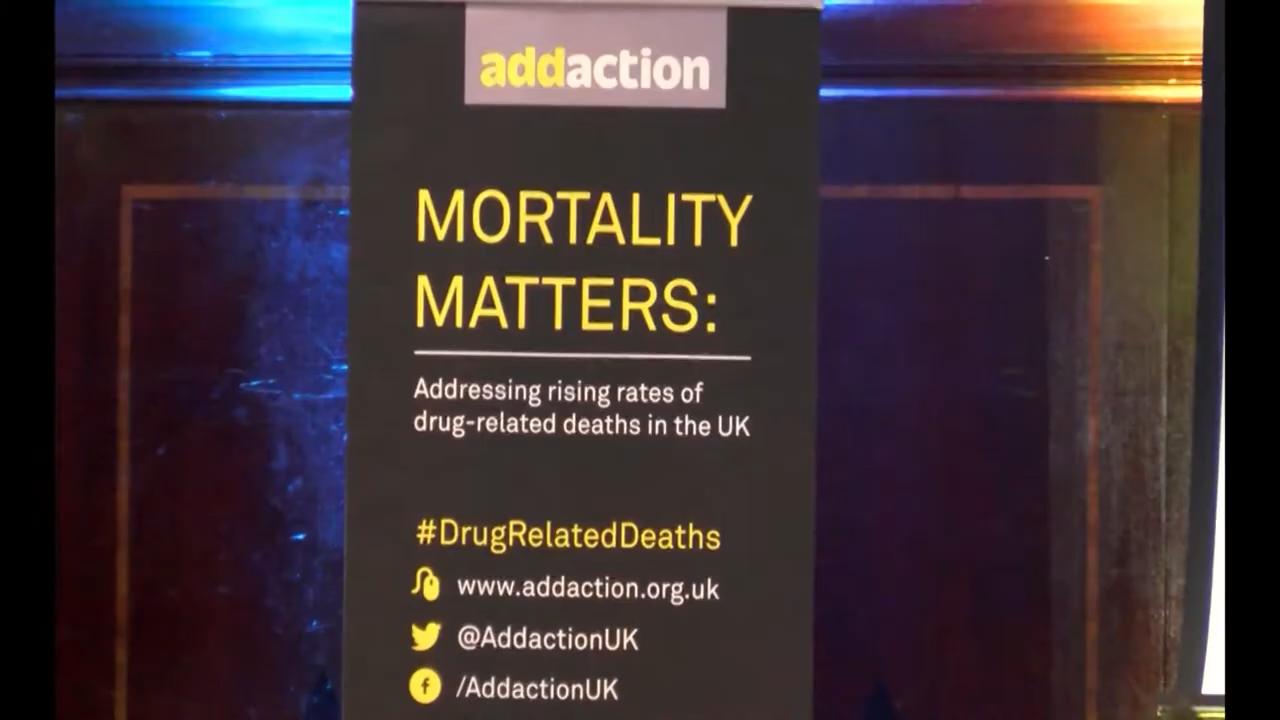 addaction
MORTALITY
MATTERS:
Addressing rising rates of
drug-related deaths in the UK
#DrugRelatedDeaths
www.addaction.org.uk
@AddactionUK
/AddactionUK